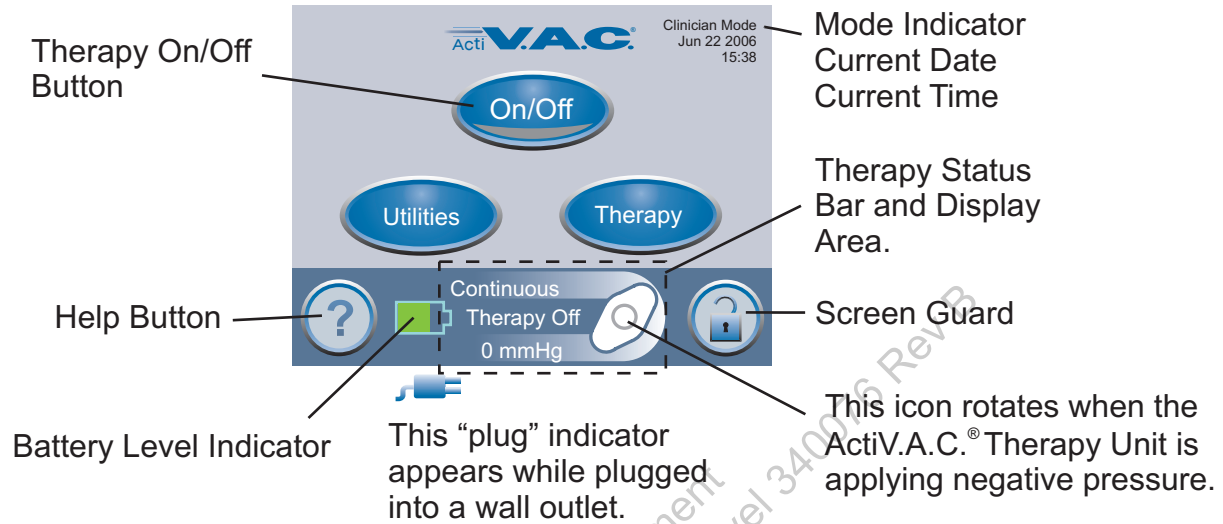 Therapy On/Off
Button
Acti V.A.C.®
Clinician Mode
Jun 22 2006
15:38
Mode Indicator
Current Date
Current Time
On/Off
Utilities
Therapy
Therapy Status
Bar and Display
Area.
Help Button
?
Continuous
Therapy Off
0 mmHg
Screen Guard
Battery Level Indicator
This “plug” indicator
appears while plugged
into a wall outlet.
This icon rotates when the
ActiV.A.C.® Therapy Unit is
applying negative pressure.
340076 Rev B